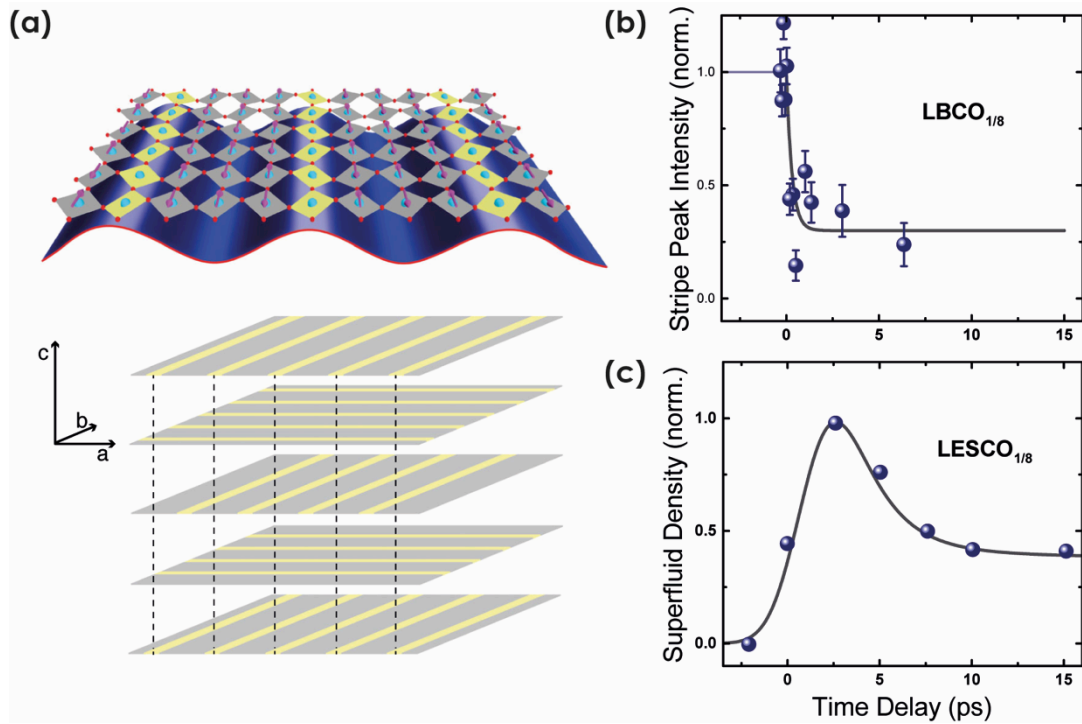 (a)
c
b
a
(b)
Stripe Peak Intensity (norm.)
1.0
0.5
0.0
LBCO1/8
0
5
10
15
(c)
Superfluid Density (norm.)
1.0
0.5
0.0
LESCO1/8
0
5
10
15
Time Delay (ps)